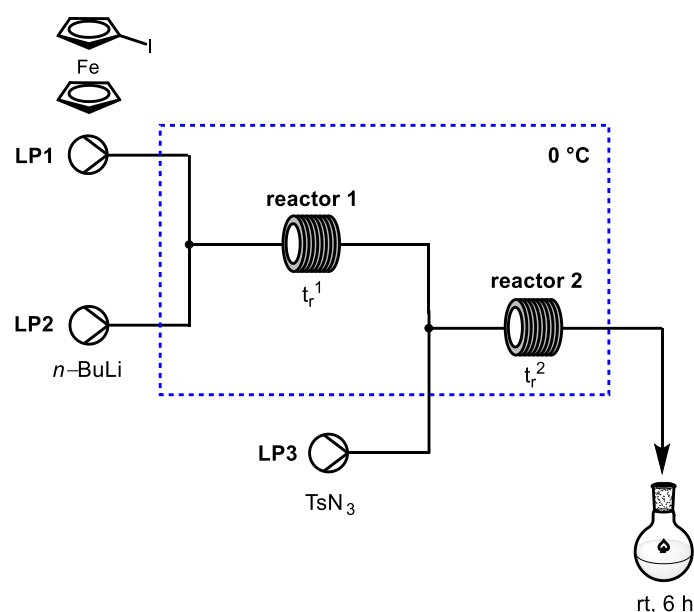 I
Fe
LP1
0 °C
reactor 1
t_r^1
reactor 2
LP2
t_r^2
n–BuLi
LP3
TsN₃
rt, 6 h